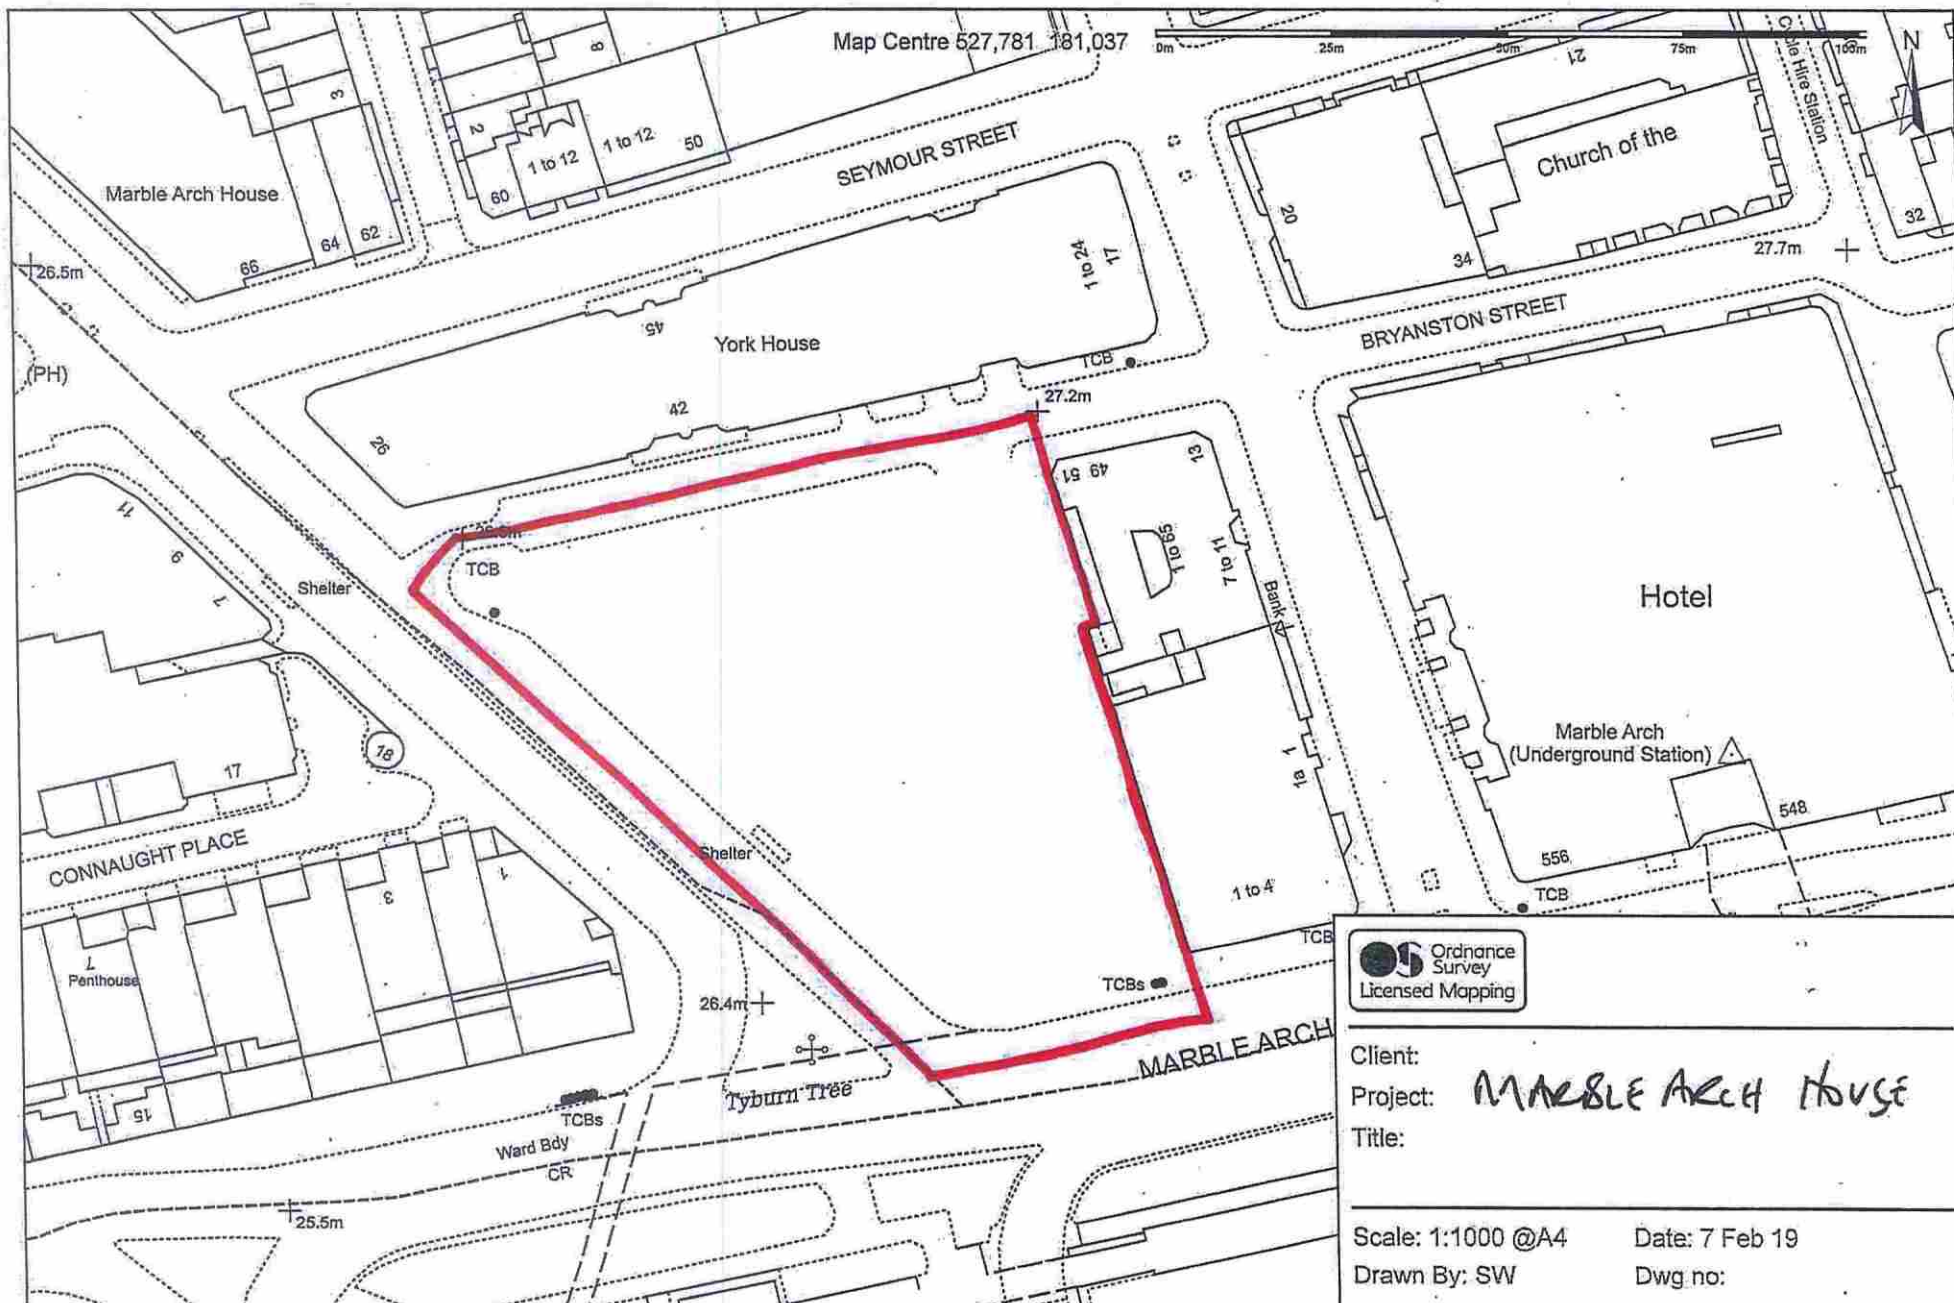 Map Centre 527,781 181,037
0m 25m 50m 75m 100m
N
8
21
Cycle Hire Station
3
2
1 to 12
1 to 12
50
60
SEYMOUR STREET
Church of the
Marble Arch House
64
62
66
26.5m
20
34
32
27.7m
1 to 24
17
45
York House
BRYANSTON STREET
(PH)
TCB
27.2m
42
26
49 51
13
11
9
7
TCB
Shelter
1 to 65
7 to 11
Bank
Hotel
18
17
Marble Arch
(Underground Station)
1
1a
548
556
CONNAUGHT PLACE
Shelter
3
1
1 to 4
TCB
TCB
7
Penthouse
TCBs
26.4m
MARBLE ARCH
Tyburn Tree
15
TCBs
Ward Bdy
CR
25.5m
OS Ordnance
Survey
Licensed Mapping
Client:
Project: MARBLE ARCH HOUSE
Title:
Scale: 1:1000 @A4 Date: 7 Feb 19
Drawn By: SW Dwg no: